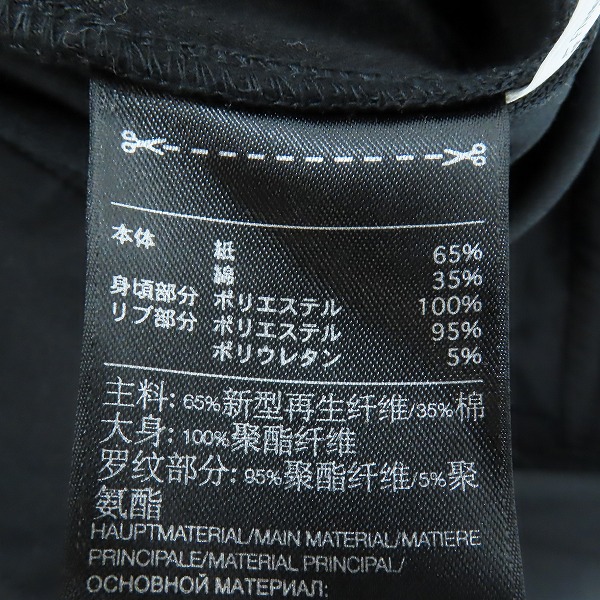 本体 紙 65%
綿 35%
身頃部分 ポリエステル 100%
リブ部分 ポリエステル 95%
ポリウレタン 5%
主料: 65%新型再生纤维/35%棉
大身: 100%聚酯纤维
罗纹部分: 95%聚酯纤维/5%聚
氨酯
HAUPTMATERIAL/MAIN MATERIAL/MATIERE
PRINCIPALE/MATERIAL PRINCIPAL/
ОСНОВНОЙ МАТЕРИАЛ: